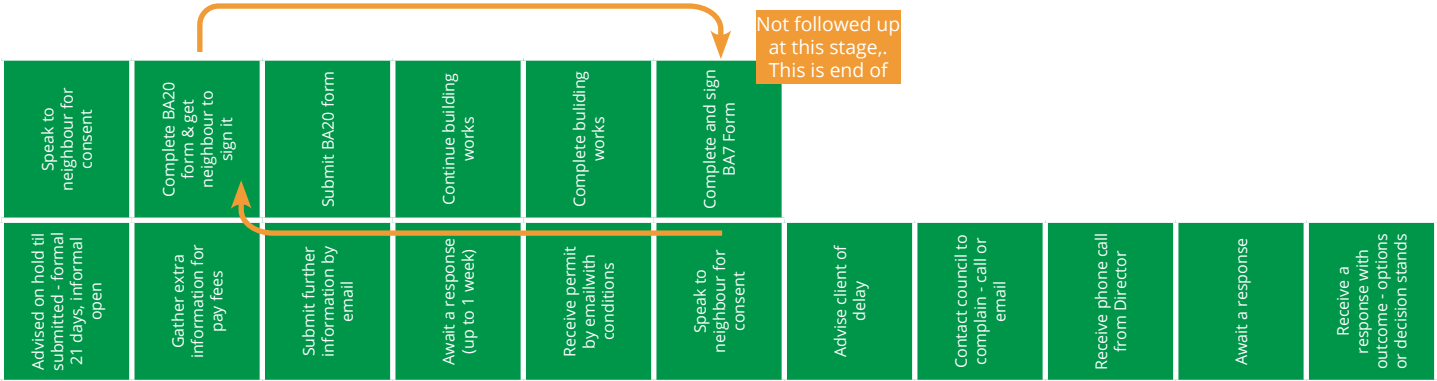 Not followed up
at this stage,.
This is end of
Speak to
neighbour for
consent
Complete BA20
form & get
neighbour to
sign it
Submit BA20 form
Continue building
works
Complete buliding
works
Complete and sign
BA7 Form
Advised on hold til
submitted - formal
21 days, informal
open
Gather extra
information for
pay fees
Submit further
information by
email
Await a response
(up to 1 week)
Receive permit
by emailwith
conditions
Speak to
neighbour for
consent
Advise client of
delay
Contact council to
complain - call or
email
Receive phone call
from Director
Await a response
Receive a
response with
outcome - options
or decision stands